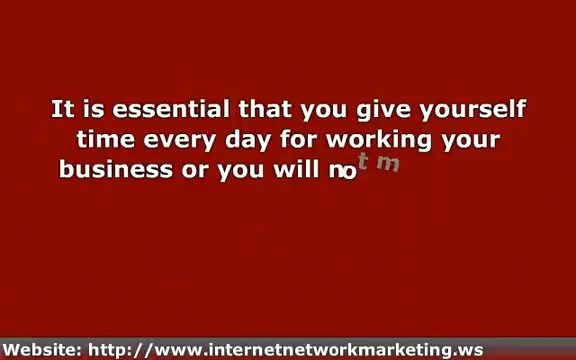 It is essential that you give yourself
time every day for working your
business or you will not m
Website: http://www.internetnetworkmarketing.ws